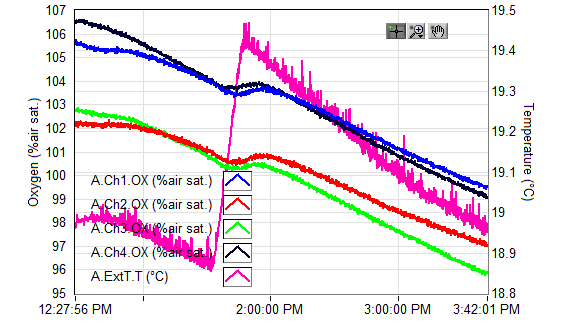 107
106
105
104
103
102
101
100
99
98
97
96
95
Oxygen (%air sat.)
19.5
19.4
19.3
19.2
19.1
19
18.9
18.8
Temperature (°C)
A.Ch1.OX (%air sat.)
A.Ch2.OX (%air sat.)
A.Ch3.OX (%air sat.)
A.Ch4.OX (%air sat.)
A.ExtT.T (°C)
12:27:56 PM 2:00:00 PM 3:00:00 PM 3:42:01 PM